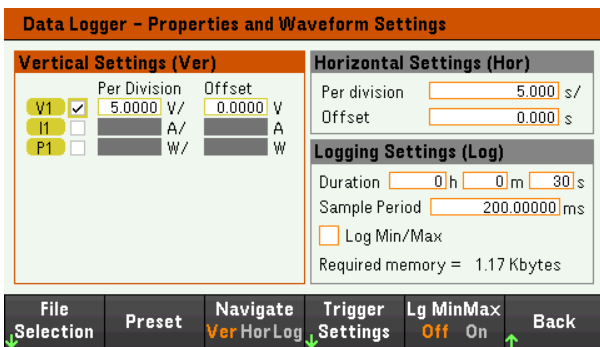 Data Logger – Properties and Waveform Settings
Vertical Settings (Ver)
Per Division Offset
V1 5.0000 V/ 0.0000 V
I1 A/ A
P1 W/ W
Horizontal Settings (Hor)
Per division 5.000 s/
Offset 0.000 s
Logging Settings (Log)
Duration 0 h 0 m 30 s
Sample Period 200.00000 ms
Log Min/Max
Required memory = 1.17 Kbytes
File Selection
Preset
Navigate
Ver Hor Log
Trigger Settings
Lg MinMax
Off On
Back